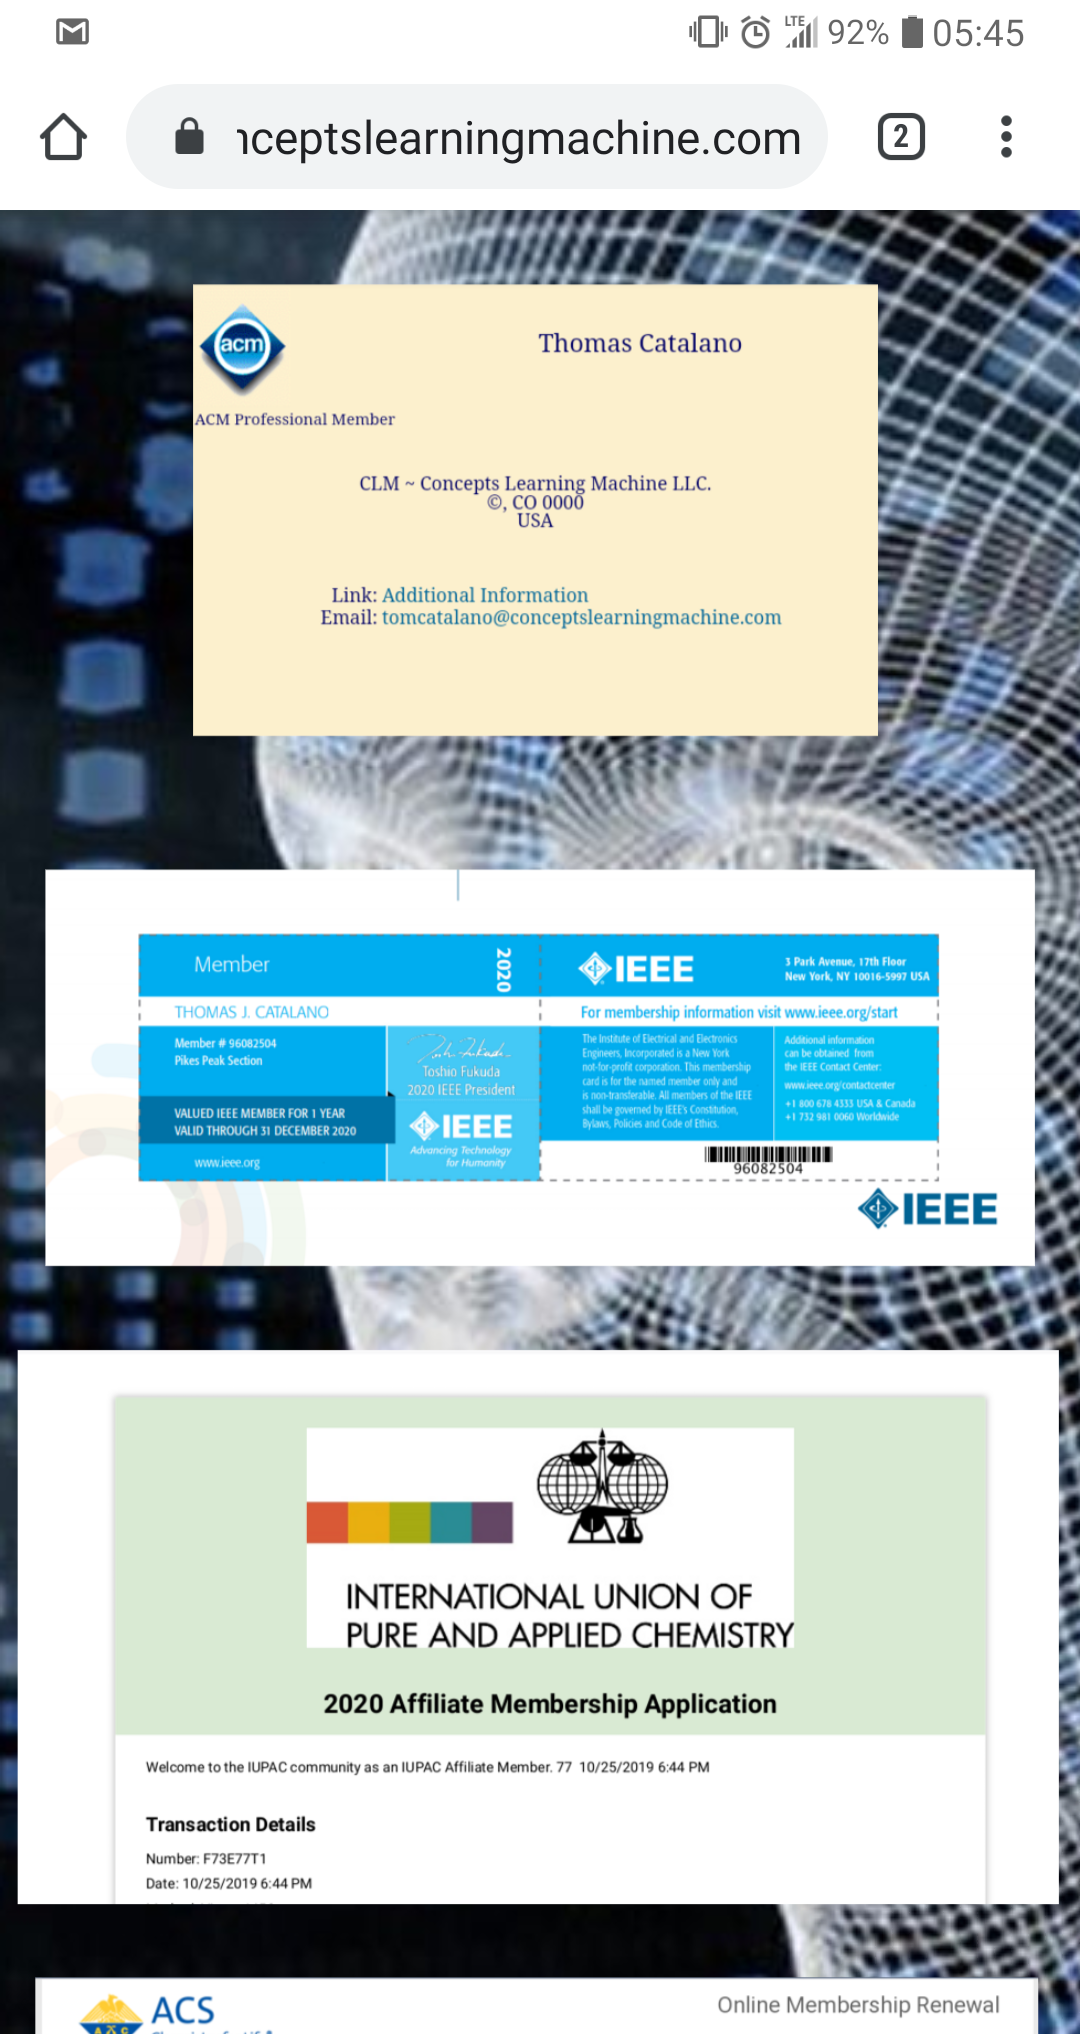 LTE 92% 05:45
nceptslearningmachine.com
2
acm
Thomas Catalano
ACM Professional Member
CLM ~ Concepts Learning Machine LLC.
©, CO 0000
USA
Link: Additional Information
Email: tomcatalano@conceptslearningmachine.com
Member
2020
THOMAS J. CATALANO
Member # 96082504
Pikes Peak Section
Toshio Fukuda
2020 IEEE President
VALUED IEEE MEMBER FOR 1 YEAR
VALID THROUGH 31 DECEMBER 2020
IEEE
Advancing Technology
for Humanity
www.ieee.org
IEEE
3 Park Avenue, 17th Floor
New York, NY 10016-5997 USA
For membership information visit www.ieee.org/start
The Institute of Electrical and Electronics
Engineers, Incorporated is a New York
not-for-profit corporation. This membership
card is for the named member only and
is non-transferable. All members of the IEEE
shall be governed by IEEE's Constitution,
Bylaws, Policies and Code of Ethics.
Additional information
can be obtained from
the IEEE Contact Center:
www.ieee.org/contactcenter
+1 800 678 4333 USA & Canada
+1 732 981 0060 Worldwide
96082504
IEEE
INTERNATIONAL UNION OF
PURE AND APPLIED CHEMISTRY
2020 Affiliate Membership Application
Welcome to the IUPAC community as an IUPAC Affiliate Member. 77 10/25/2019 6:44 PM
Transaction Details
Number: F73E77T1
Date: 10/25/2019 6:44 PM
ACS
Online Membership Renewal